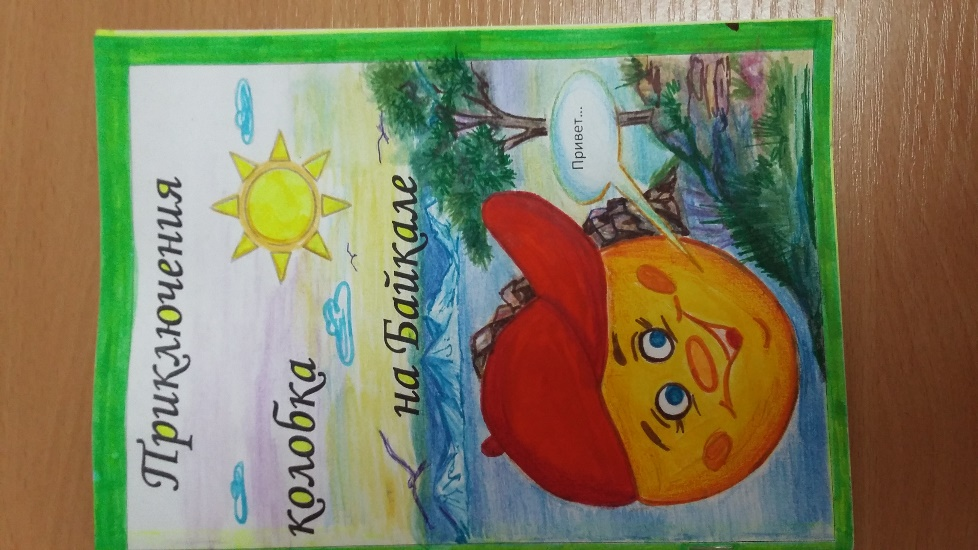 Приключения
колобка
на Байкале
Привет...